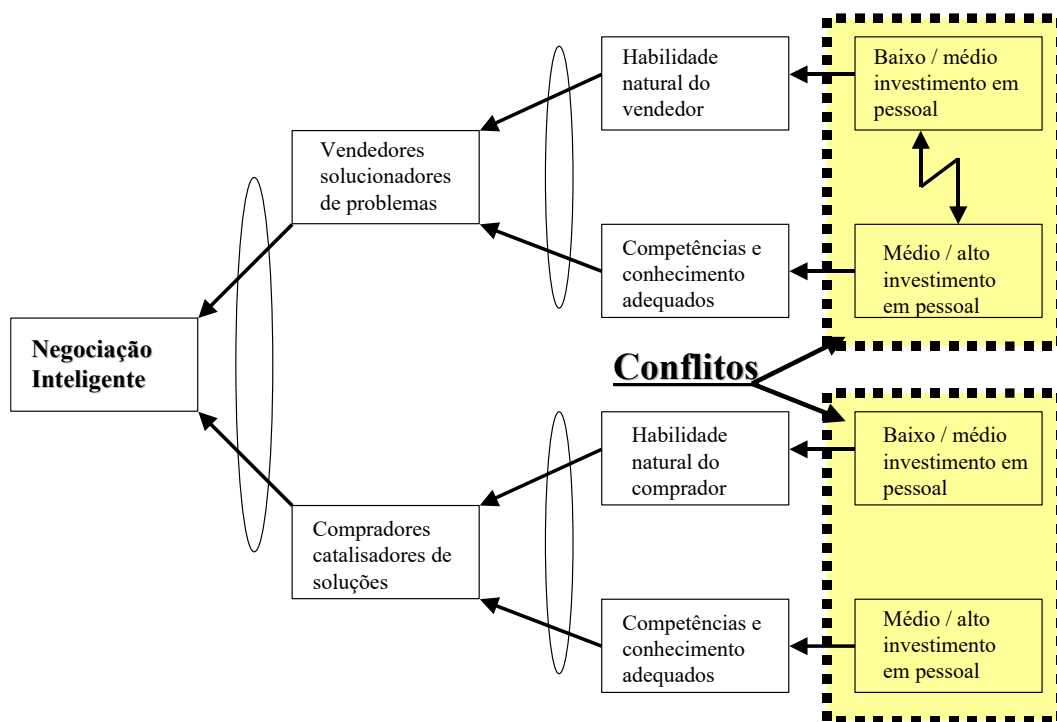 Habilidade
natural do
vendedor
Baixo / médio
investimento em
pessoal
Vendedores
solucionadores
de problemas
Competências e
conhecimento
adequados
Médio / alto
investimento
em pessoal
Negociação
Inteligente
Conflitos
Habilidade
natural do
comprador
Baixo / médio
investimento em
pessoal
Compradores
catalisadores de
soluções
Competências e
conhecimento
adequados
Médio / alto
investimento
em pessoal